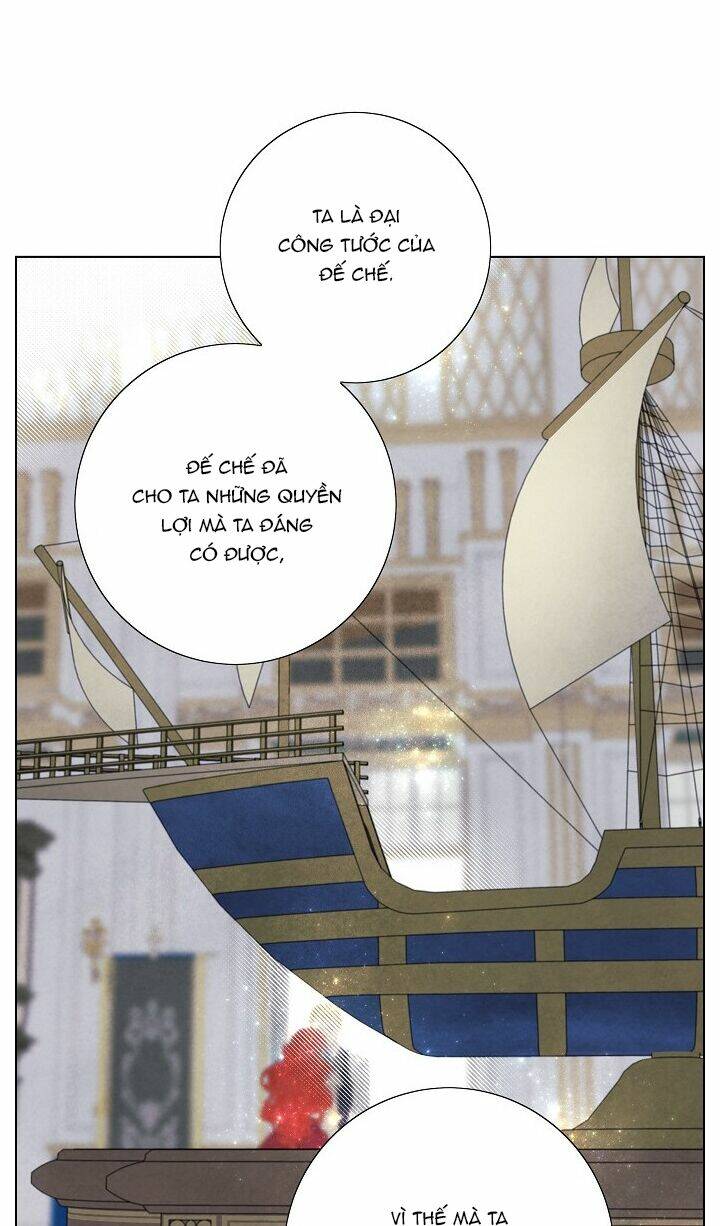 TA LÀ ĐẠI
CÔNG TƯỚC CỦA
ĐẾ CHẾ.
ĐẾ CHẾ ĐÃ
CHO TA NHỮNG QUYỀN
LỢI MÀ TA ĐÁNG
CÓ ĐƯỢC,
VÌ THẾ MÀ TA